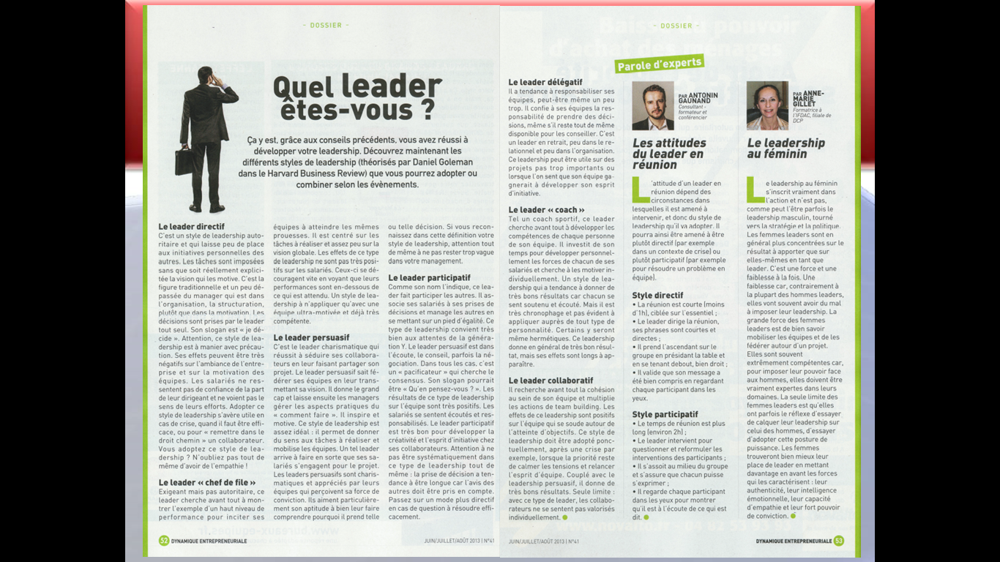 - DOSSIER -
Quel leader
êtes-vous ?
Ça y est, grâce aux conseils précédents, vous avez réussi à
développer votre leadership. Découvrez maintenant les
différents styles de leadership (théorisés par Daniel Goleman
dans le Harvard Business Review) que vous pourrez adopter ou
combiner selon les évènements.
Le leader directif
C'est un style de leadership auto-
ritaire et qui laisse peu de place
aux initiatives personnelles des
autres. Les tâches sont imposées
sans que soit réellement explici-
tée la vision qui les motive. C'est la
figure traditionnelle et un peu dé-
passée du manager qui est dans
l'organisation, la structuration,
plutôt que dans la motivation. Les
décisions sont prises par le leader
tout seul. Son slogan est « je dé-
cide ». Attention, ce style de lea-
dership est à manier avec précau-
tion. Ses effets peuvent être très
négatifs sur l'ambiance de l'entre-
prise et sur la motivation des
équipes. Les salariés ne res-
sentent pas de confiance de la part
de leur dirigeant et ne voient pas le
sens de leurs efforts. Adopter ce
style de leadership s'avère utile en
cas de crise, quand il faut être effi-
cace, ou pour « remettre dans le
droit chemin » un collaborateur.
Vous adoptez ce style de lea-
dership ? N'oubliez pas tout de
même d'avoir de l'empathie !
Le leader « chef de file »
Exigeant mais pas autoritaire, ce
leader cherche avant tout à mon-
trer l'exemple d'un haut niveau de
performance pour inciter ses
équipes à atteindre les mêmes
prouesses. Il est centré sur les
tâches à réaliser et assez peu sur la
vision globale. Les effets de ce type
de leadership ne sont pas très posi-
tifs sur les salariés. Ceux-ci se dé-
couragent vite en voyant que leurs
performances sont en-dessous de
ce qui est attendu. Un style de lea-
dership à n'appliquer qu'avec une
équipe ultra-motivée et déjà très
compétente.
Le leader persuasif
C'est le leader charismatique qui
réussit à séduire ses collabora-
teurs en leur faisant partager son
projet. Le leader persuasif sait fé-
dérer ses équipes en leur trans-
mettant sa vision. Il donne le grand
cap et laisse ensuite les managers
gérer les aspects pratiques du
« comment faire ». Il inspire et
motive. Ce style de leadership est
assez idéal : il permet de donner
du sens aux tâches à réaliser et
mobilise les équipes. Un tel leader
arrive à faire en sorte que ses sa-
lariés s'engagent pour le projet.
Les leaders persuasifs sont charis-
matiques et appréciés par leurs
équipes qui perçoivent sa force de
conviction. Ils aiment particulière-
ment son aptitude à bien leur faire
comprendre pourquoi il prend telle
ou telle décision. Si vous recon-
naissez dans cette définition votre
style de leadership, attention tout
de même à ne pas rester trop vague
dans votre management.
Le leader participatif
Comme son nom l'indique, ce lea-
der fait participer les autres. Il as-
socie ses salariés à ses prises de
décisions et manage les autres en
se mettant sur un pied d'égalité. Ce
type de leadership convient très
bien aux attentes de la généra-
tion Y. Le leader persuasif est dans
l'écoute, le conseil, parfois la né-
gociation. Dans tous les cas, c'est
un « pacificateur » qui cherche le
consensus. Son slogan pourrait
être « Qu'en pensez-vous ? ». Les
résultats de ce type de leadership
sur l'équipe sont très positifs. Les
salariés se sentent écoutés et res-
ponsabilisés. Le leader participatif
est très bon pour développer la
créativité et l'esprit d'initiative chez
ses collaborateurs. Attention à ne
pas être systématiquement dans
ce type de leadership tout de
même : la prise de décision a ten-
dance à être longue car l'avis des
autres doit être pris en compte.
Passez sur un mode plus directif
en cas de question à résoudre effi-
cacement.
52 DYNAMIQUE ENTREPRENEURIALE
JUIN/JUILLET/AOÛT 2013 | N°41
- DOSSIER -
Le leader délégatif
Il a tendance à responsabiliser ses
équipes, peut-être même un peu
trop. Il confie à ses équipes la res-
ponsabilité de prendre des déci-
sions, même s'il reste tout de même
disponible pour les conseiller. C'est
un leader en retrait, peu dans le re-
lationnel et peu dans l'organisation.
Ce leadership peut être utile sur des
projets pas trop importants ou
lorsque l'on sent que son équipe ga-
gnerait à développer son esprit
d'initiative.
Le leader « coach »
Tel un coach sportif, ce leader
cherche avant tout à développer les
compétences de chaque personne
de son équipe. Il investit de son
temps pour développer personnel-
lement les forces de chacun de ses
salariés et cherche à les motiver in-
dividuellement. Un style de lea-
dership qui a tendance à donner de
très bons résultats car chacun se
sent soutenu et écouté. Mais il est
très chronophage et pas évident à
appliquer auprès de tout type de
personnalité. Certains y seront
même hermétiques. Ce leadership
donne en général de très bon résul-
tat, mais ses effets sont longs à ap-
paraître.
Le leader collaboratif
Il recherche avant tout la cohésion
au sein de son équipe et multiplie
les actions de team building. Les
effets de ce leadership sont positifs
sur l'équipe qui se soude autour de
l'atteinte d'objectifs. Ce style de
leadership doit être adopté ponc-
tuellement, après une crise par
exemple, lorsque la priorité reste
de calmer les tensions et relancer
l'esprit d'équipe. Couplé avec le
leadership persuasif, il donne de
très bons résultats. Seule limite :
avec ce type de leader, les collabo-
rateurs ne se sentent pas valorisés
individuellement.
Parole d'experts
PAR ANTONIN
GAUNAND
Consultant -
formateur et
conférencier
Les attitudes
du leader en
réunion
L'attitude d'un leader en
réunion dépend des
circonstances dans
lesquelles il est amené à
intervenir, et donc du style de
leadership qu'il va adopter. Il
pourra ainsi être amené à être
plutôt directif (par exemple
dans un contexte de crise) ou
plutôt participatif (par exemple
pour résoudre un problème en
équipe).
Style directif
• La réunion est courte (moins
d'1h), ciblée sur l'essentiel ;
• Le leader dirige la réunion,
ses phrases sont courtes et
directes ;
• Il prend l'ascendant sur le
groupe en présidant la table et
en se tenant debout, bien droit ;
• Il valide que son message a
été bien compris en regardant
chaque participant dans les
yeux.
Style participatif
• Le temps de réunion est plus
long (environ 2h) ;
• Le leader intervient pour
questionner et reformuler les
interventions des participants ;
• Il s'assoit au milieu du groupe
et s'assure que chacun puisse
s'exprimer ;
• Il regarde chaque participant
dans les yeux pour montrer
qu'il est à l'écoute de ce qui est
dit.
PAR ANNE-
MARIE
GILLET
Formatrice à
l'IFDAC, filiale de
DCP
Le leadership
au féminin
Le leadership au féminin
s'inscrit vraiment dans
l'action et n'est pas,
comme peut l'être parfois le
leadership masculin, tourné
vers la stratégie et la politique.
Les femmes leaders sont en
général plus concentrées sur le
résultat à apporter que sur
elles-mêmes en tant que
leader. C'est une force et une
faiblesse à la fois. Une
faiblesse car, contrairement à
la plupart des hommes leaders,
elles vont souvent avoir du mal
à imposer leur leadership. La
grande force des femmes
leaders est de bien savoir
mobiliser les équipes et de les
fédérer autour d'un projet.
Elles sont souvent
extrêmement compétentes car,
pour imposer leur pouvoir face
aux hommes, elles doivent être
vraiment expertes dans leurs
domaines. La seule limite des
femmes leaders est qu'elles
ont parfois le réflexe d'essayer
de calquer leur leadership sur
celui des hommes, d'essayer
d'adopter cette posture de
puissance. Les femmes
trouveront bien mieux leur
place de leader en mettant
davantage en avant les forces
qui les caractérisent : leur
authenticité, leur intelligence
émotionnelle, leur capacité
d'empathie et leur fort pouvoir
de conviction.
JUIN/JUILLET/AOÛT 2013 | N°41
DYNAMIQUE ENTREPRENEURIALE 53